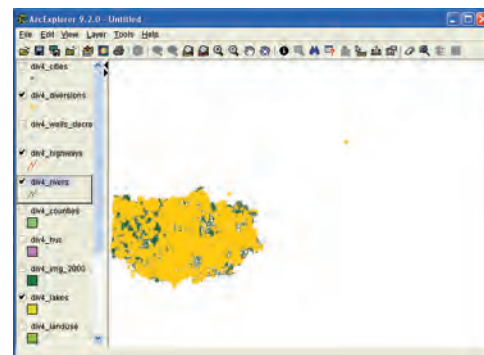 ArcExplorer 9.2.0 - Untitled
File Edit View Layer Tools Help
div4_cities
div4_diversions
div4_wells_decre
div4_highways
div4_rivers
div4_counties
div4_huc
div4_img_2000
div4_lakes
div4_landuse